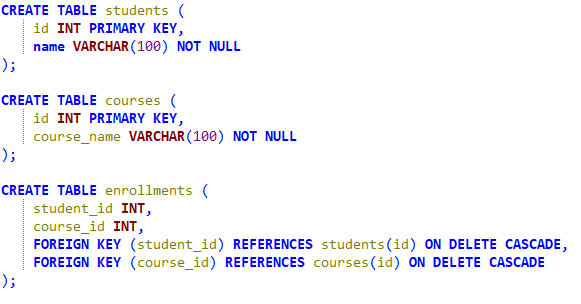 CREATE TABLE students (
    id INT PRIMARY KEY,
    name VARCHAR(100) NOT NULL
);

CREATE TABLE courses (
    id INT PRIMARY KEY,
    course_name VARCHAR(100) NOT NULL
);

CREATE TABLE enrollments (
    student_id INT,
    course_id INT,
    FOREIGN KEY (student_id) REFERENCES students(id) ON DELETE CASCADE,
    FOREIGN KEY (course_id) REFERENCES courses(id) ON DELETE CASCADE
);